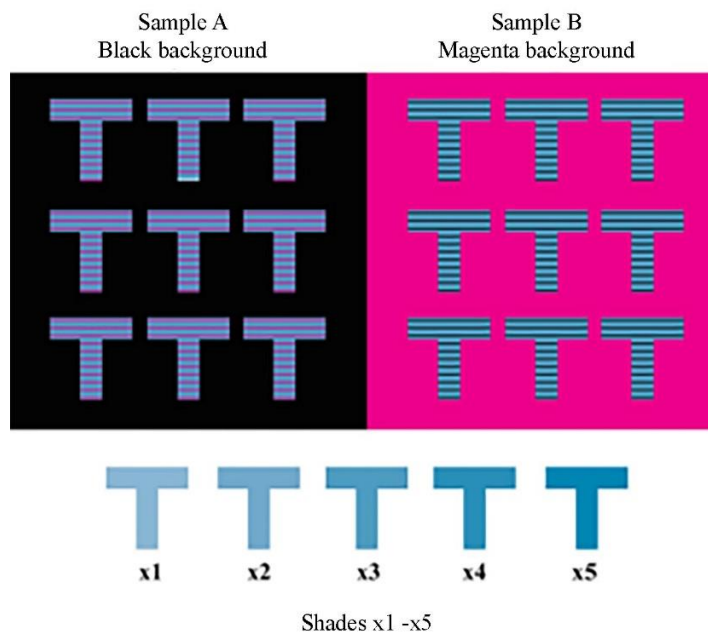 Sample A
Black background
Sample B
Magenta background
T T T T T T
T T T T T T
T T T T T T
T T T T T
x1 x2 x3 x4 x5
Shades x1 -x5